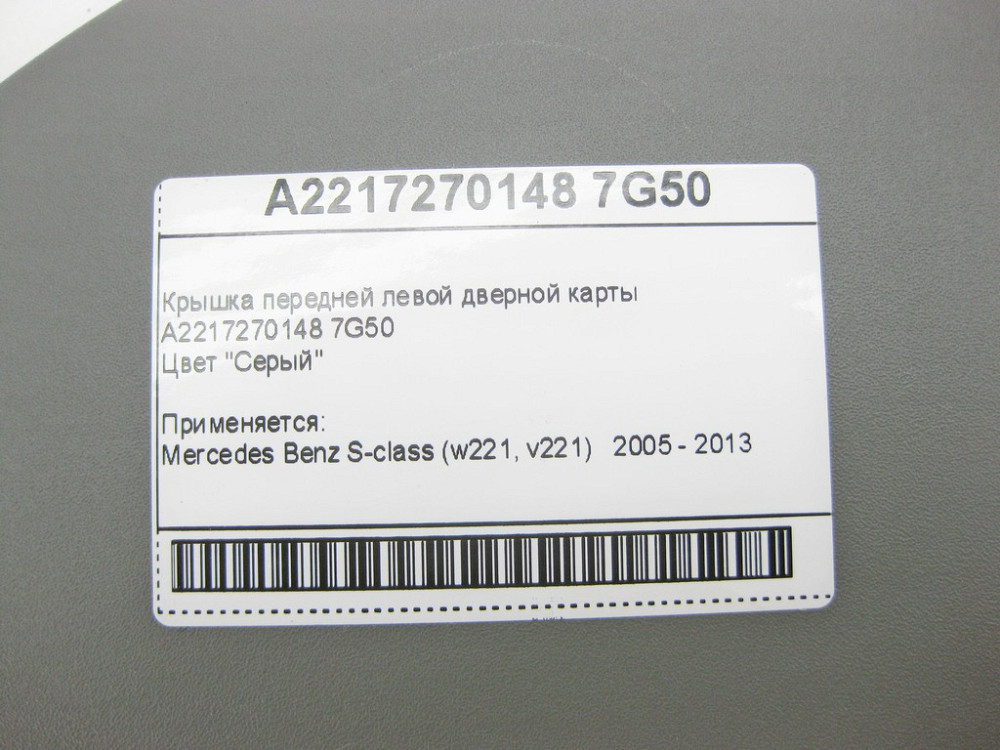 A2217270148 7G50
Крышка передней левой дверной карты
A2217270148 7G50
Цвет "Серый"
Применяется:
Mercedes Benz S-class (w221, v221) 2005 - 2013